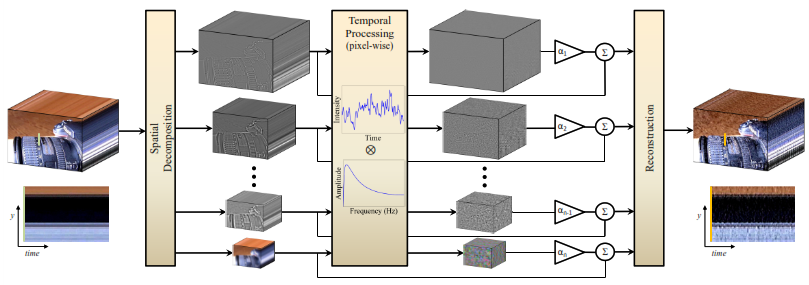 Spatial
Decomposition
Temporal
Processing
(pixel-wise)
Intensity
Time
⊗
Amplitude
Frequency (Hz)
α1
Σ
α2
Σ
αn-1
Σ
αn
Σ
Reconstruction
y
time
y
time